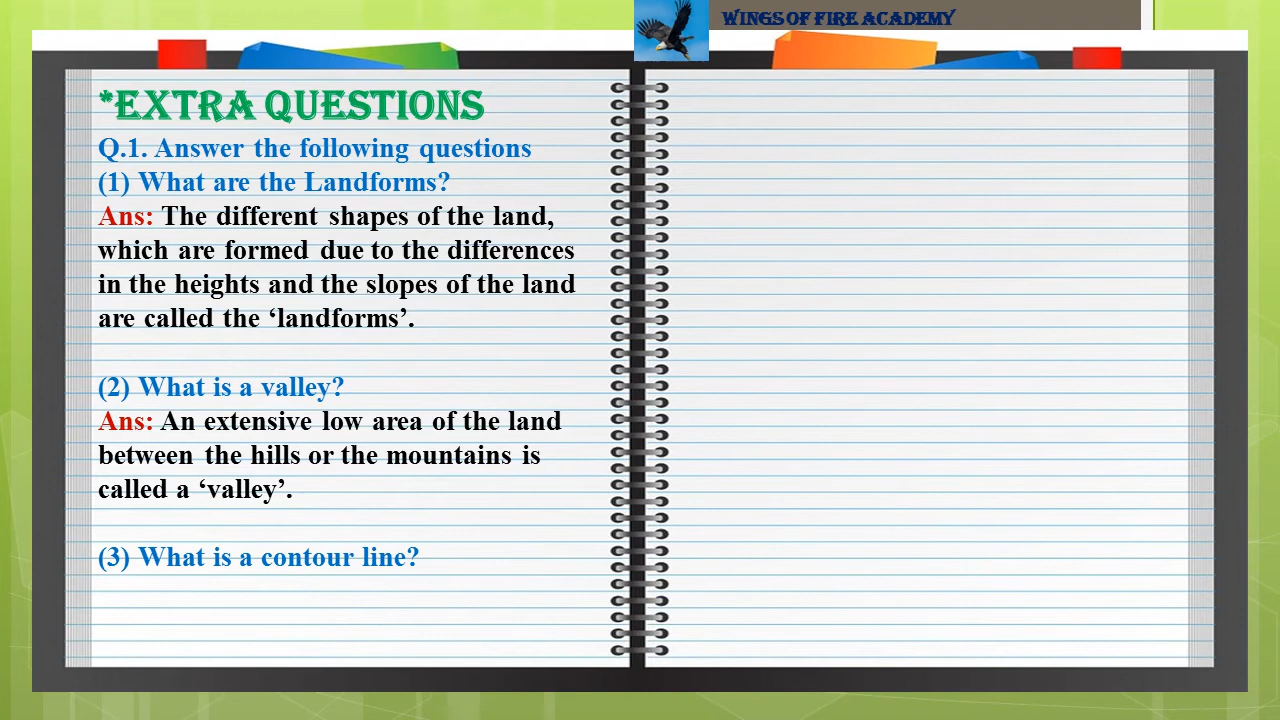 WINGS OF FIRE ACADEMY
*EXTRA QUESTIONS
Q.1. Answer the following questions
(1) What are the Landforms?
Ans: The different shapes of the land,
which are formed due to the differences
in the heights and the slopes of the land
are called the ‘landforms’.
(2) What is a valley?
Ans: An extensive low area of the land
between the hills or the mountains is
called a ‘valley’.
(3) What is a contour line?